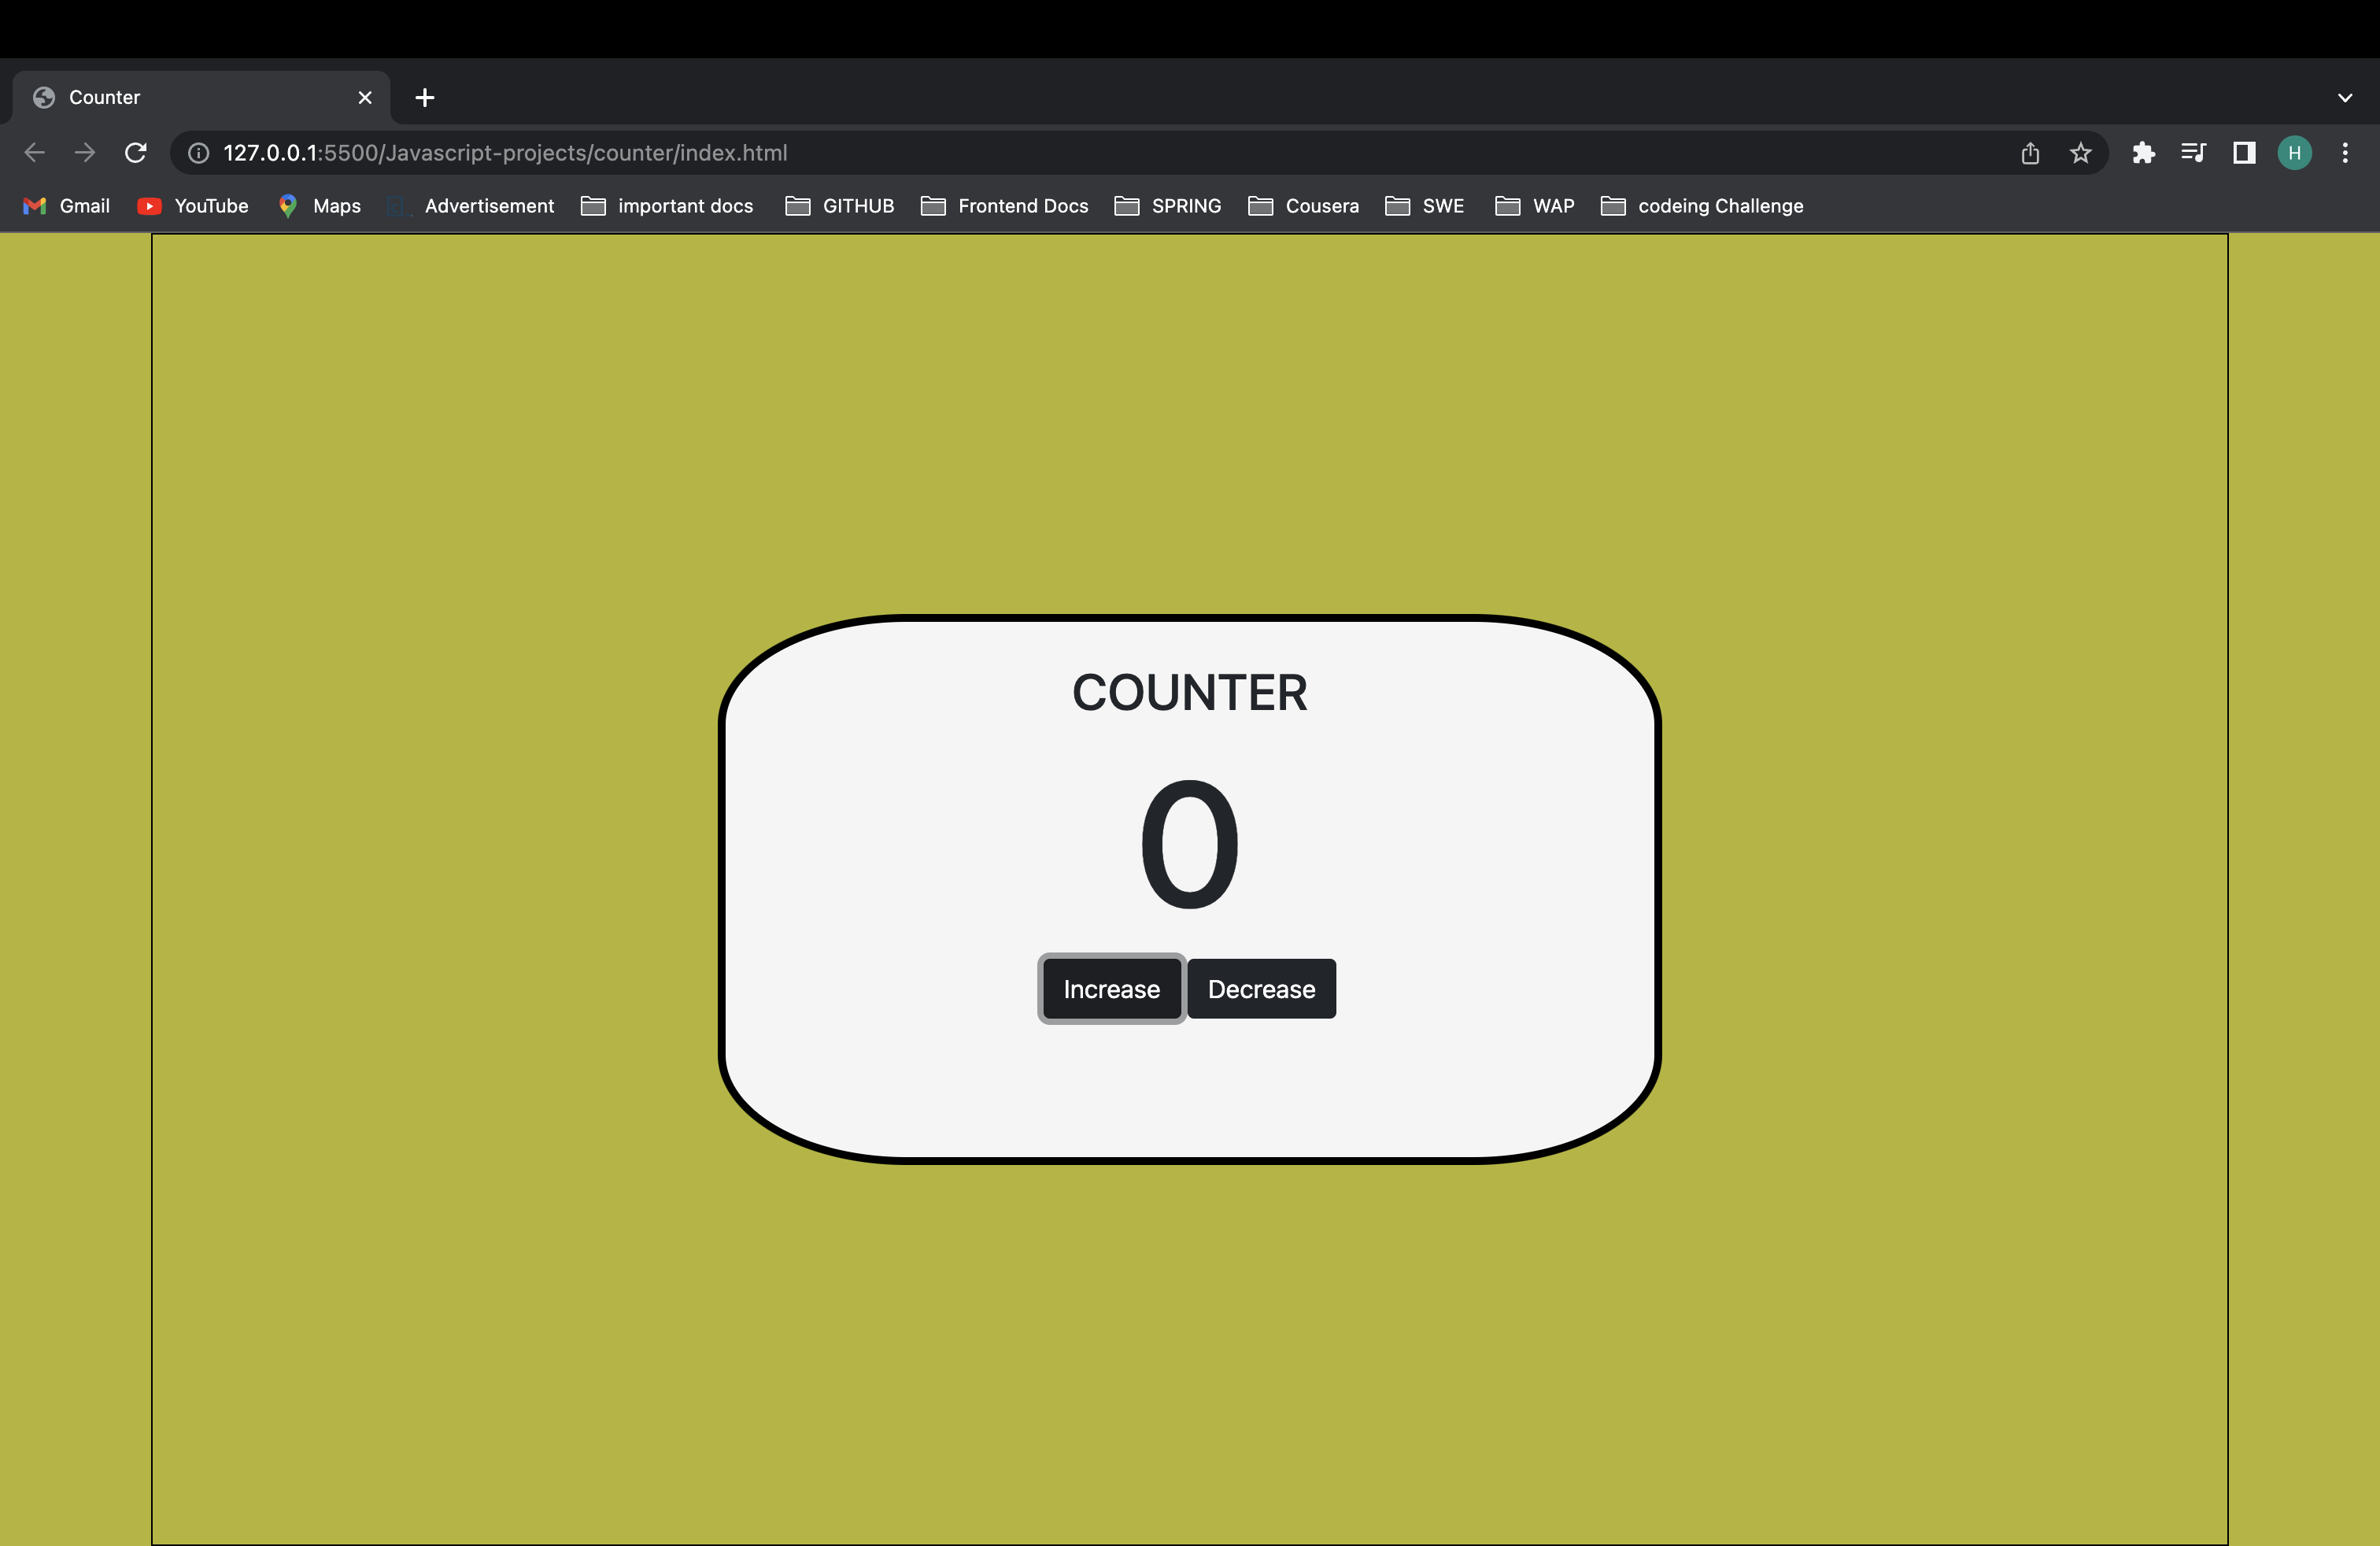 Counter
127.0.0.1:5500/Javascript-projects/counter/index.html
H
Gmail YouTube Maps Advertisement important docs GITHUB Frontend Docs SPRING Cousera SWE WAP codeing Challenge
COUNTER
0
Increase Decrease